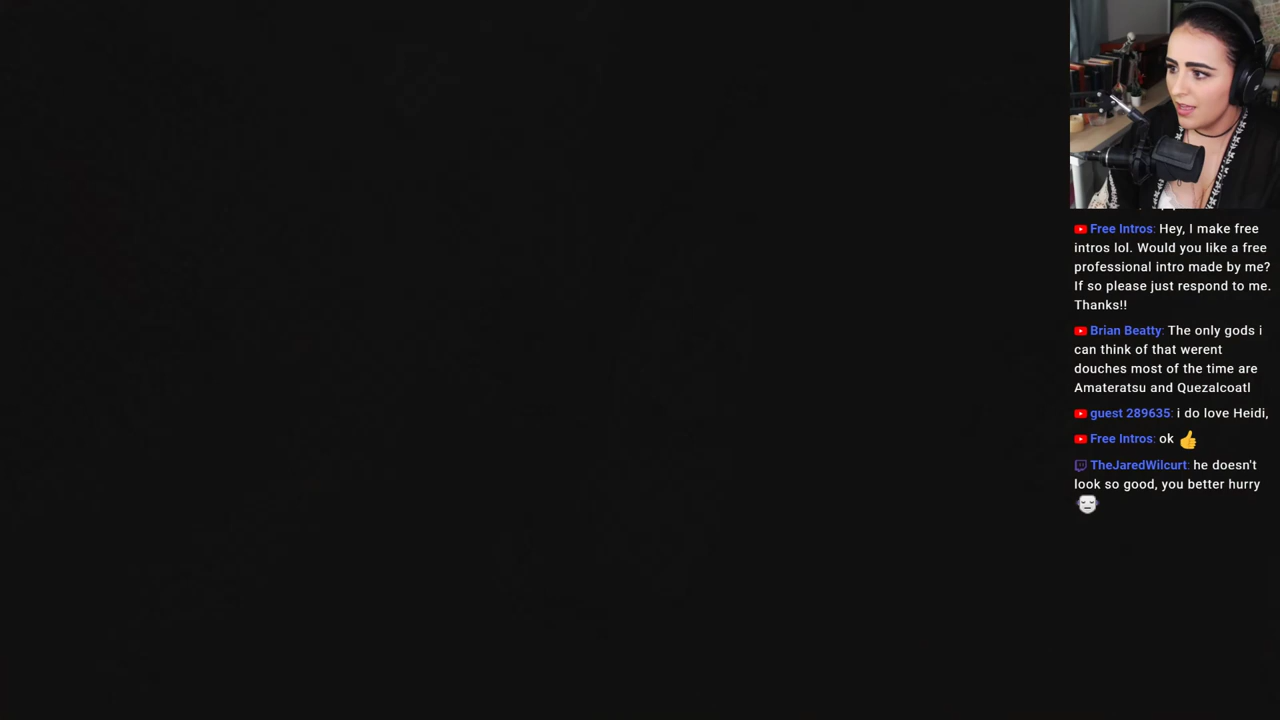 Free Intros: Hey, I make free
intros lol. Would you like a free
professional intro made by me?
If so please just respond to me.
Thanks!!
Brian Beatty: The only gods i
can think of that werent
douches most of the time are
Amateratsu and Quezalcoatl
guest 289635: i do love Heidi,
Free Intros: ok 👍
TheJaredWilcurt: he doesn't
look so good, you better hurry